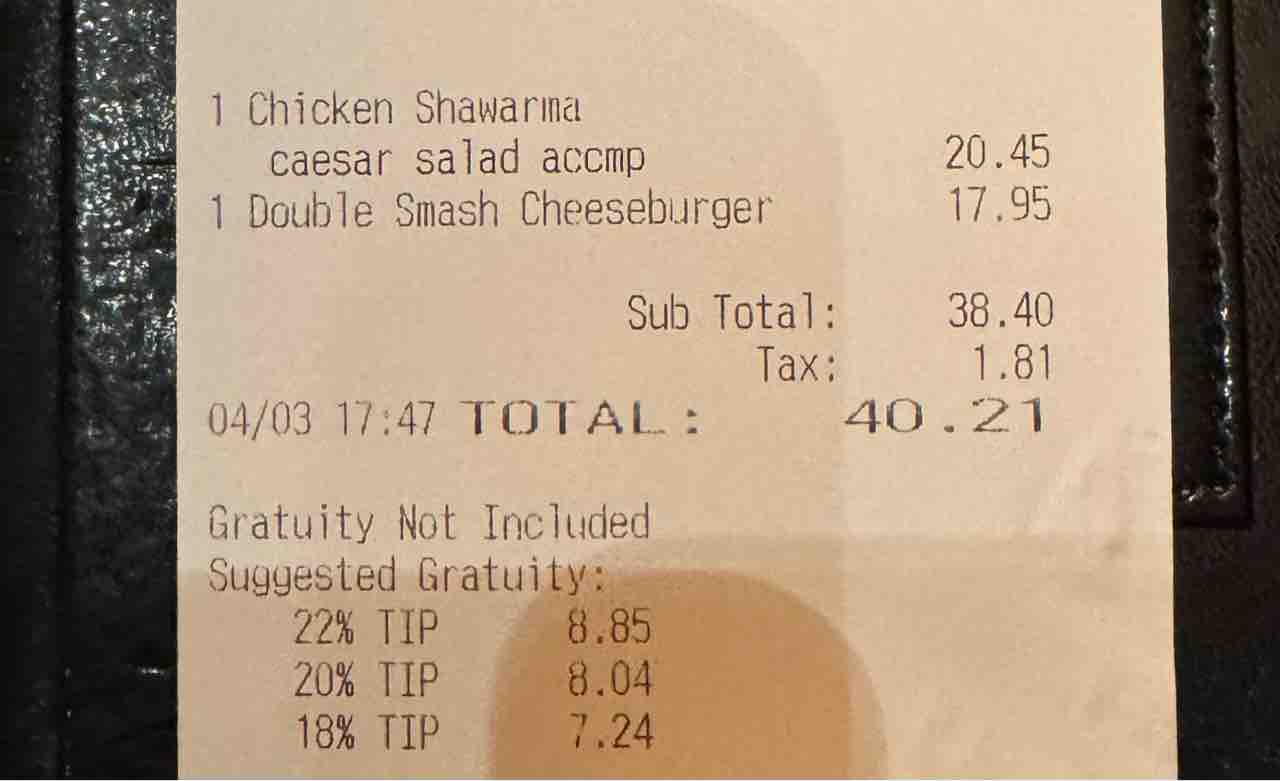 1 Chicken Shawarma
caesar salad accmp 20.45
1 Double Smash Cheeseburger 17.95
Sub Total: 38.40
Tax: 1.81
04/03 17:47 TOTAL: 40.21
Gratuity Not Included
Suggested Gratuity:
22% TIP 8.85
20% TIP 8.04
18% TIP 7.24